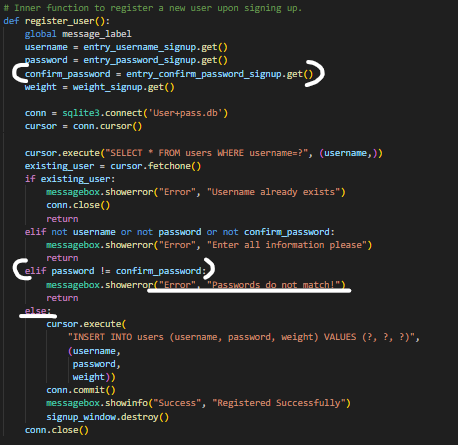 # Inner function to register a new user upon signing up.
def register_user():
    global message_label
    username = entry_username_signup.get()
    password = entry_password_signup.get()
    confirm_password = entry_confirm_password_signup.get()
    weight = weight_signup.get()

    conn = sqlite3.connect('User+pass.db')
    cursor = conn.cursor()

    cursor.execute("SELECT * FROM users WHERE username=?", (username,))
    existing_user = cursor.fetchone()
    if existing_user:
        messagebox.showerror("Error", "Username already exists")
        conn.close()
        return
    elif not username or not password or not confirm_password:
        messagebox.showerror("Error", "Enter all information please")
        return
    elif password != confirm_password:
        messagebox.showerror("Error", "Passwords do not match!")
        return
    else:
        cursor.execute(
            "INSERT INTO users (username, password, weight) VALUES (?, ?, ?)",
            (username,
             password,
             weight))
        conn.commit()
        messagebox.showinfo("Success", "Registered Successfully")
        signup_window.destroy()
    conn.close()